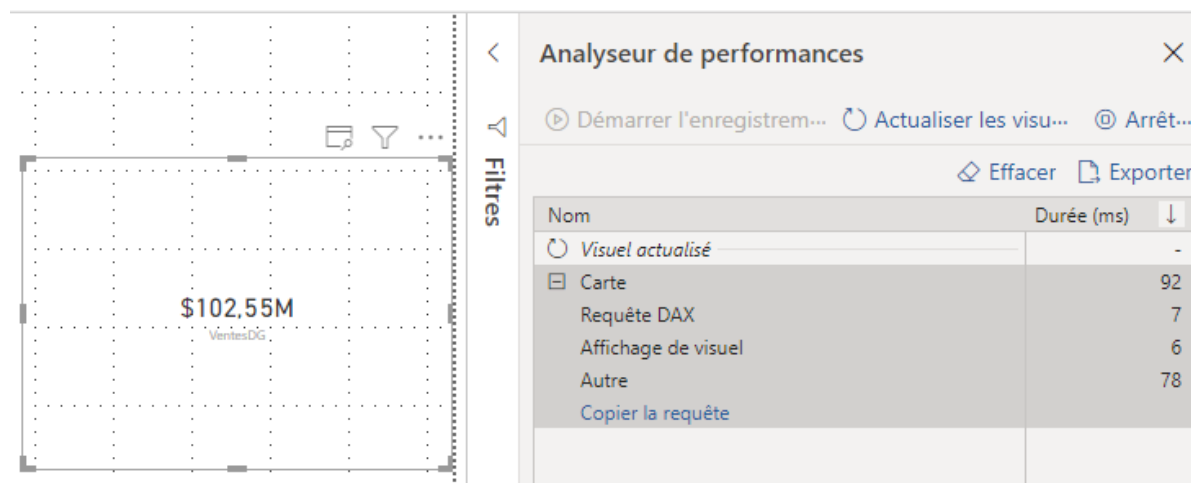 Analyseur de performances
Démarrer l'enregistrem... Actualiser les visu... Arrêt...
Effacer Exporter
Filtres
Nom Durée (ms)
Visuel actualisé -
Carte 92
Requête DAX 7
Affichage de visuel 6
Autre 78
Copier la requête
$102,55M
VentesDG